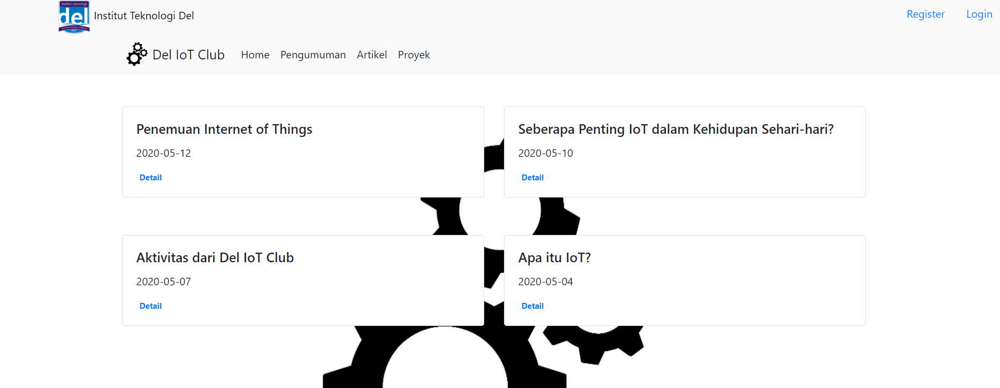 institut teknologi
del
Institut Teknologi Del
Register
Login
Del IoT Club
Home
Pengumuman
Artikel
Proyek
Penemuan Internet of Things
2020-05-12
Detail
Seberapa Penting IoT dalam Kehidupan Sehari-hari?
2020-05-10
Detail
Aktivitas dari Del IoT Club
2020-05-07
Detail
Apa itu IoT?
2020-05-04
Detail